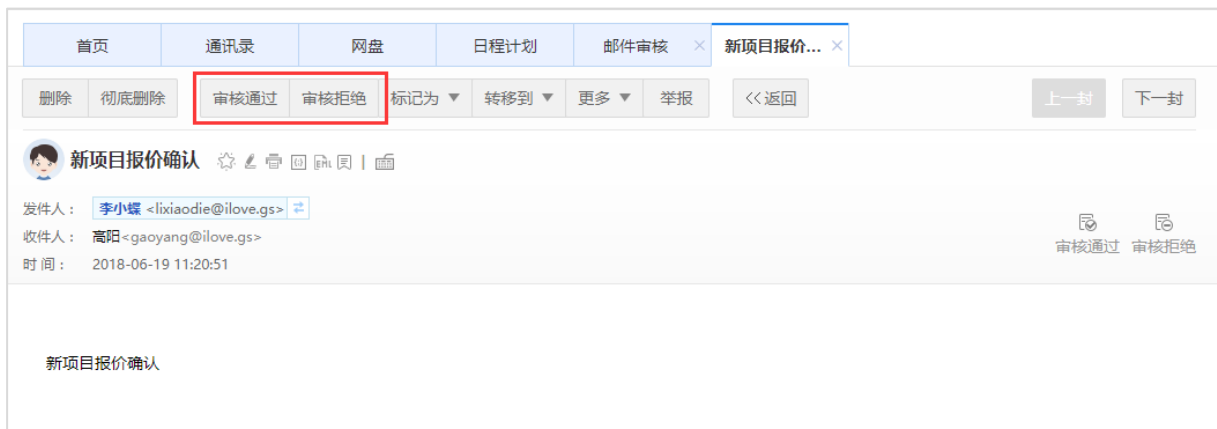 首页 通讯录 网盘 日程计划 邮件审核 × 新项目报价... ×
删除 彻底删除 审核通过 审核拒绝 标记为 ▼ 转移到 ▼ 更多 ▼ 举报 <<返回 上一封 下一封
新项目报价确认
发件人： 李小蝶 <lixiaodie@ilove.gs>
收件人： 高阳<gaoyang@ilove.gs>
审核通过 审核拒绝
时 间： 2018-06-19 11:20:51
新项目报价确认